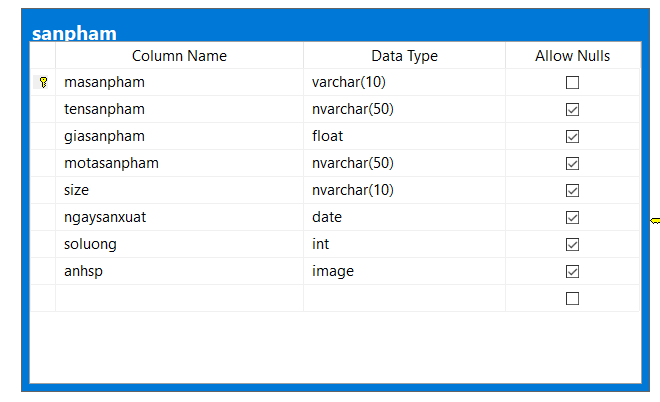 sanpham
Column Name Data Type Allow Nulls
masanpham varchar(10)
tensanpham nvarchar(50)
giasanpham float
motasanpham nvarchar(50)
size nvarchar(10)
ngaysanxuat date
soluong int
anhsp image